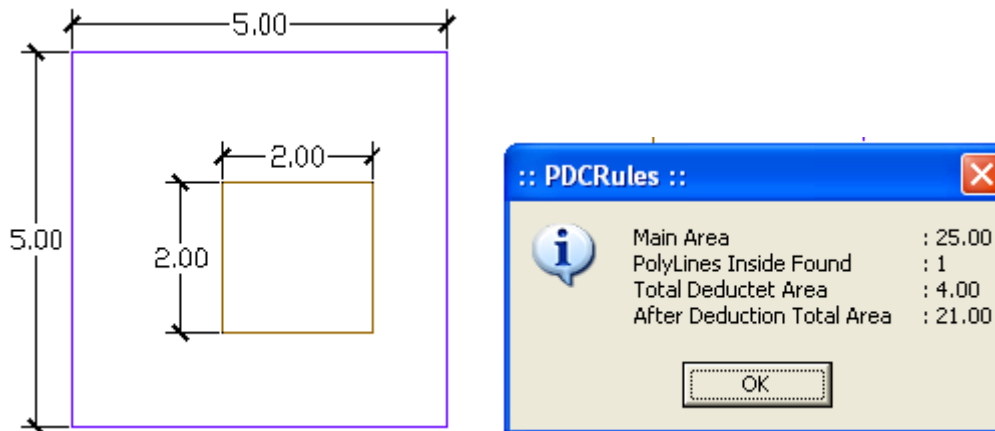 5.00
2.00
5.00
2.00
:: PDCRules ::
Main Area : 25.00
PolyLines Inside Found : 1
Total Deductet Area : 4.00
After Deduction Total Area : 21.00
OK